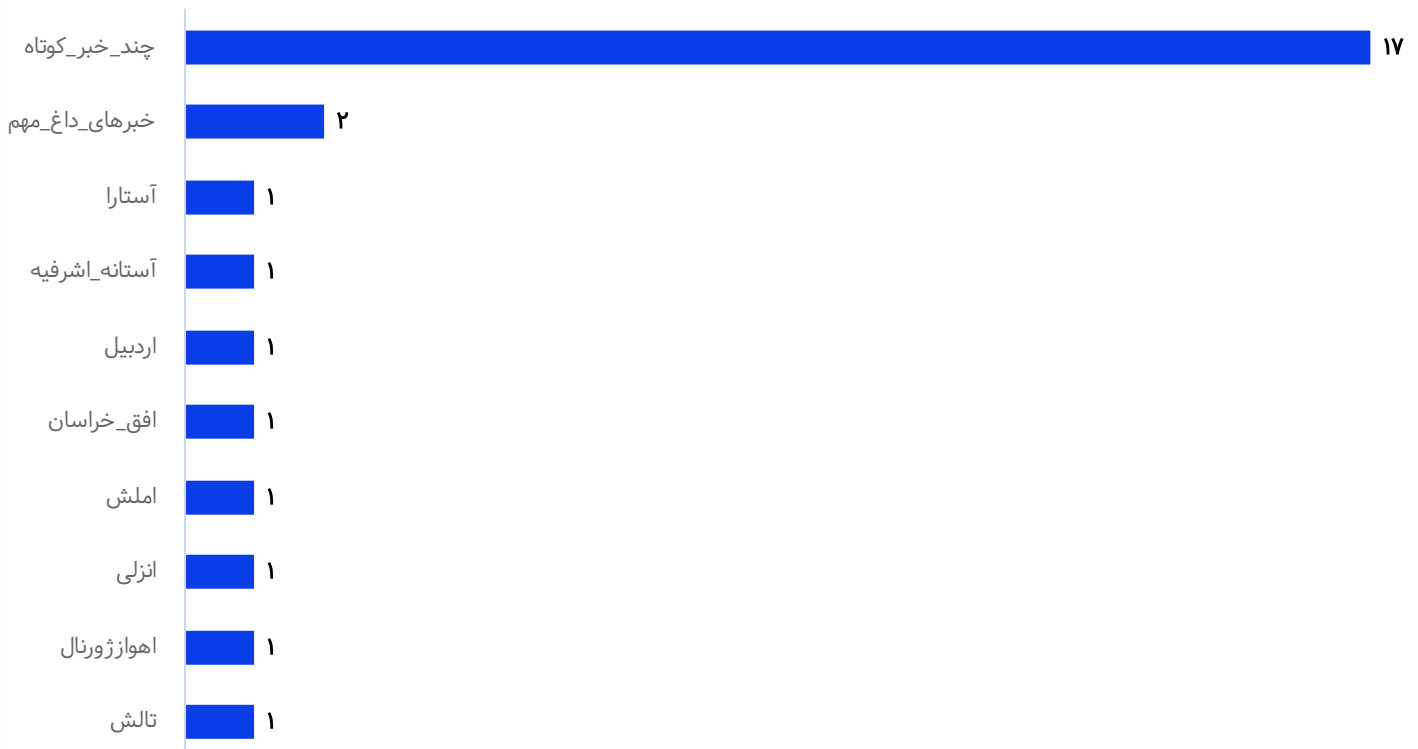 چند_خبر_کوتاه ۱۷
خبرهای_داغ_مهم ۲
آستارا ۱
آستانه_اشرفیه ۱
اردبیل ۱
افق_خراسان ۱
املش ۱
انزلی ۱
اهوازژورنال ۱
تالش ۱